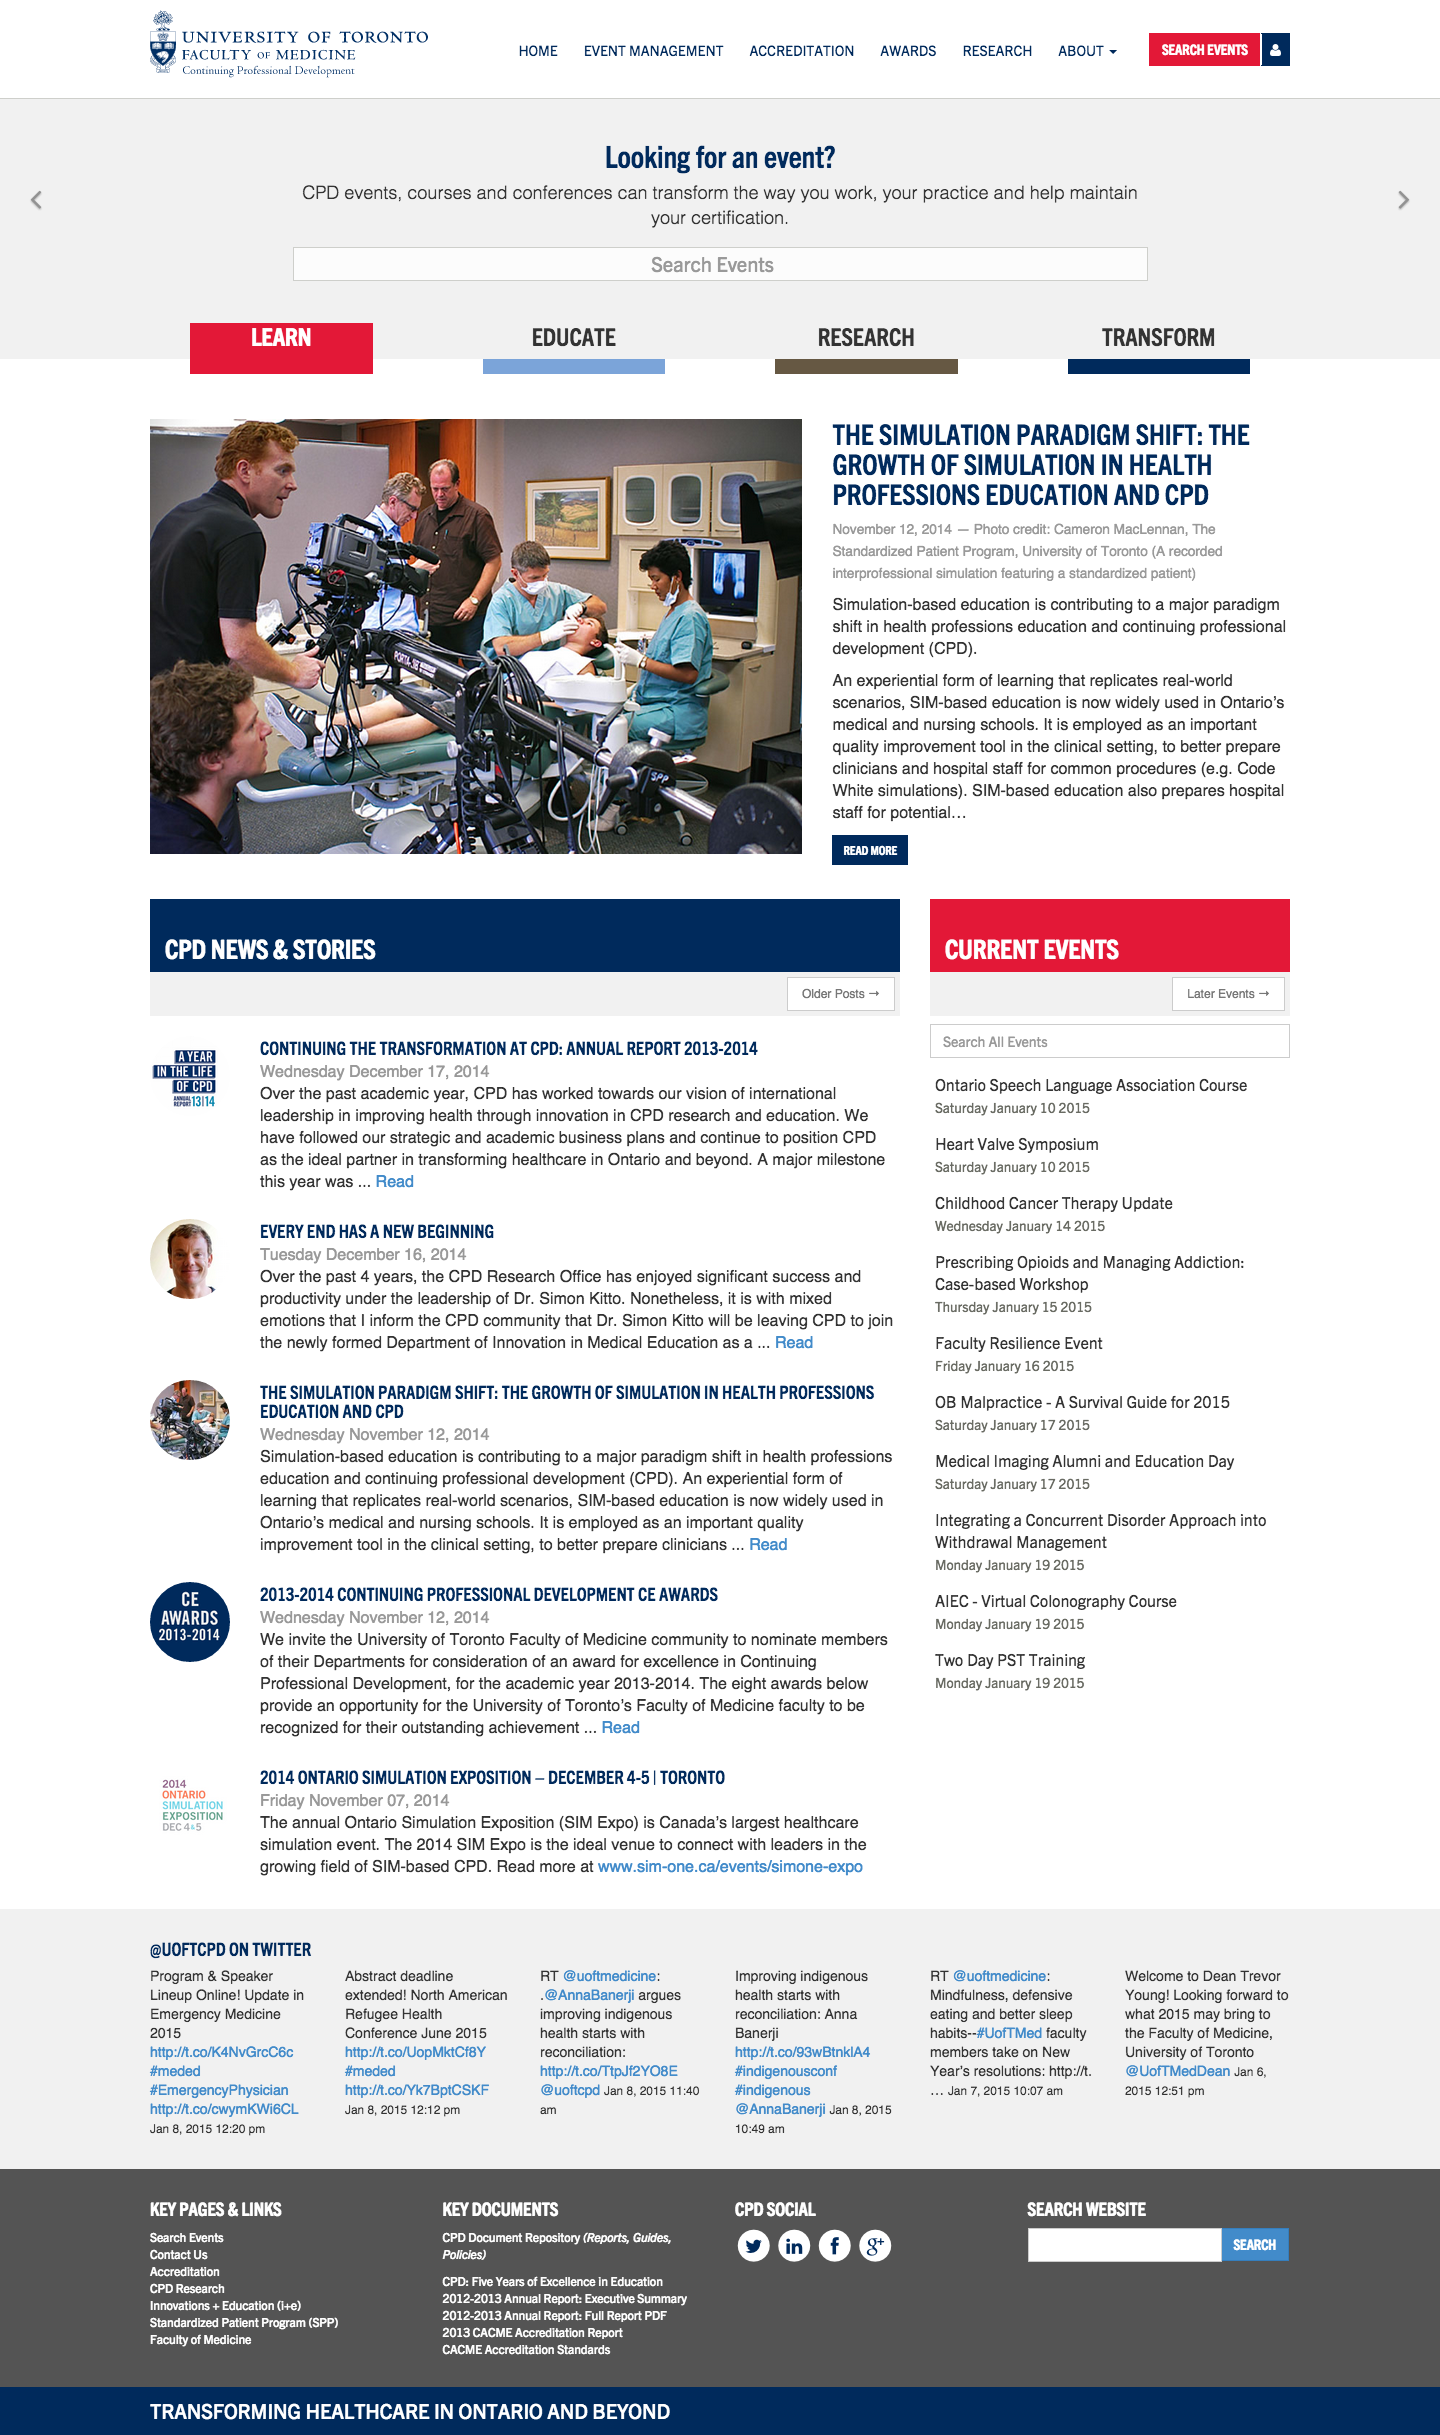 UNIVERSITY OF TORONTO
FACULTY OF MEDICINE
Continuing Professional Development
HOME EVENT MANAGEMENT ACCREDITATION AWARDS RESEARCH ABOUT
SEARCH EVENTS
Looking for an event?
CPD events, courses and conferences can transform the way you work, your practice and help maintain
your certification.
Search Events
LEARN EDUCATE RESEARCH TRANSFORM
PORTA-JIB
SPP
THE SIMULATION PARADIGM SHIFT: THE
GROWTH OF SIMULATION IN HEALTH
PROFESSIONS EDUCATION AND CPD
November 12, 2014 — Photo credit: Cameron MacLennan, The
Standardized Patient Program, University of Toronto (A recorded
interprofessional simulation featuring a standardized patient)
Simulation-based education is contributing to a major paradigm
shift in health professions education and continuing professional
development (CPD).
An experiential form of learning that replicates real-world
scenarios, SIM-based education is now widely used in Ontario’s
medical and nursing schools. It is employed as an important
quality improvement tool in the clinical setting, to better prepare
clinicians and hospital staff for common procedures (e.g. Code
White simulations). SIM-based education also prepares hospital
staff for potential…
READ MORE
CPD NEWS & STORIES
Older Posts →
A YEAR
IN THE LIFE
OF CPD
ANNUAL
REPORT 13|14
CONTINUING THE TRANSFORMATION AT CPD: ANNUAL REPORT 2013-2014
Wednesday December 17, 2014
Over the past academic year, CPD has worked towards our vision of international
leadership in improving health through innovation in CPD research and education. We
have followed our strategic and academic business plans and continue to position CPD
as the ideal partner in transforming healthcare in Ontario and beyond. A major milestone
this year was ... Read
EVERY END HAS A NEW BEGINNING
Tuesday December 16, 2014
Over the past 4 years, the CPD Research Office has enjoyed significant success and
productivity under the leadership of Dr. Simon Kitto. Nonetheless, it is with mixed
emotions that I inform the CPD community that Dr. Simon Kitto will be leaving CPD to join
the newly formed Department of Innovation in Medical Education as a ... Read
THE SIMULATION PARADIGM SHIFT: THE GROWTH OF SIMULATION IN HEALTH PROFESSIONS
EDUCATION AND CPD
Wednesday November 12, 2014
Simulation-based education is contributing to a major paradigm shift in health professions
education and continuing professional development (CPD). An experiential form of
learning that replicates real-world scenarios, SIM-based education is now widely used in
Ontario’s medical and nursing schools. It is employed as an important quality
improvement tool in the clinical setting, to better prepare clinicians ... Read
CE
AWARDS
2013-2014
2013-2014 CONTINUING PROFESSIONAL DEVELOPMENT CE AWARDS
Wednesday November 12, 2014
We invite the University of Toronto Faculty of Medicine community to nominate members
of their Departments for consideration of an award for excellence in Continuing
Professional Development, for the academic year 2013-2014. The eight awards below
provide an opportunity for the University of Toronto’s Faculty of Medicine faculty to be
recognized for their outstanding achievement ... Read
2014
ONTARIO
SIMULATION
EXPOSITION
DEC 4&5
2014 ONTARIO SIMULATION EXPOSITION – DECEMBER 4-5 | TORONTO
Friday November 07, 2014
The annual Ontario Simulation Exposition (SIM Expo) is Canada’s largest healthcare
simulation event. The 2014 SIM Expo is the ideal venue to connect with leaders in the
growing field of SIM-based CPD. Read more at www.sim-one.ca/events/simone-expo
CURRENT EVENTS
Later Events →
Search All Events
Ontario Speech Language Association Course
Saturday January 10 2015
Heart Valve Symposium
Saturday January 10 2015
Childhood Cancer Therapy Update
Wednesday January 14 2015
Prescribing Opioids and Managing Addiction:
Case-based Workshop
Thursday January 15 2015
Faculty Resilience Event
Friday January 16 2015
OB Malpractice - A Survival Guide for 2015
Saturday January 17 2015
Medical Imaging Alumni and Education Day
Saturday January 17 2015
Integrating a Concurrent Disorder Approach into
Withdrawal Management
Monday January 19 2015
AIEC - Virtual Colonography Course
Monday January 19 2015
Two Day PST Training
Monday January 19 2015
@UOFTCPD ON TWITTER
Program & Speaker
Lineup Online! Update in
Emergency Medicine
2015
http://t.co/K4NvGrcC6c
#meded
#EmergencyPhysician
http://t.co/cwymKWi6CL
Jan 8, 2015 12:20 pm
Abstract deadline
extended! North American
Refugee Health
Conference June 2015
http://t.co/UopMktCf8Y
#meded
http://t.co/Yk7BptCSKF
Jan 8, 2015 12:12 pm
RT @uoftmedicine:
.@AnnaBanerji argues
improving indigenous
health starts with
reconciliation:
http://t.co/TtpJf2YO8E
@uoftcpd Jan 8, 2015 11:40
am
Improving indigenous
health starts with
reconciliation: Anna
Banerji
http://t.co/93wBtnklA4
#indigenousconf
#indigenous
@AnnaBanerji Jan 8, 2015
10:49 am
RT @uoftmedicine:
Mindfulness, defensive
eating and better sleep
habits--#UofTMed faculty
members take on New
Year’s resolutions: http://t.
… Jan 7, 2015 10:07 am
Welcome to Dean Trevor
Young! Looking forward to
what 2015 may bring to
the Faculty of Medicine,
University of Toronto
@UofTMedDean Jan 6,
2015 12:51 pm
KEY PAGES & LINKS
Search Events
Contact Us
Accreditation
CPD Research
Innovations + Education (i+e)
Standardized Patient Program (SPP)
Faculty of Medicine
KEY DOCUMENTS
CPD Document Repository (Reports, Guides,
Policies)
CPD: Five Years of Excellence in Education
2012-2013 Annual Report: Executive Summary
2012-2013 Annual Report: Full Report PDF
2013 CACME Accreditation Report
CACME Accreditation Standards
CPD SOCIAL
in f g+
SEARCH WEBSITE
SEARCH
TRANSFORMING HEALTHCARE IN ONTARIO AND BEYOND